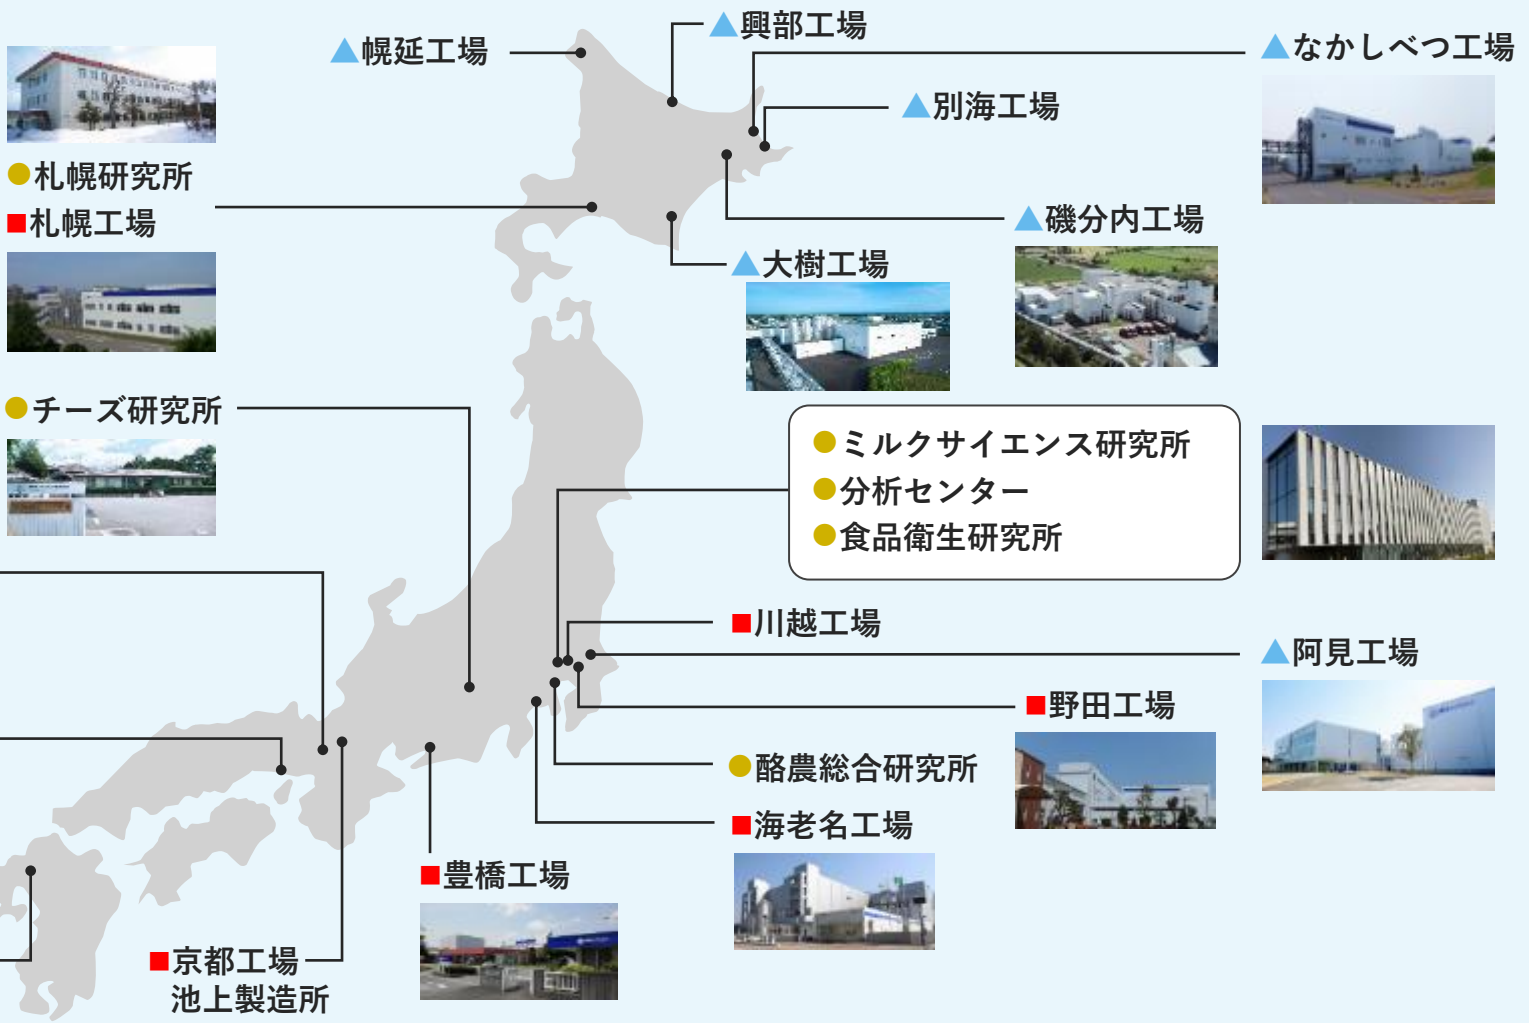 ▲幌延工場
▲興部工場
▲なかしべつ工場
▲別海工場
●札幌研究所
■札幌工場
▲磯分内工場
▲大樹工場
●チーズ研究所
●ミルクサイエンス研究所
●分析センター
●食品衛生研究所
■川越工場
▲阿見工場
■野田工場
●酪農総合研究所
■海老名工場
■豊橋工場
■京都工場
池上製造所